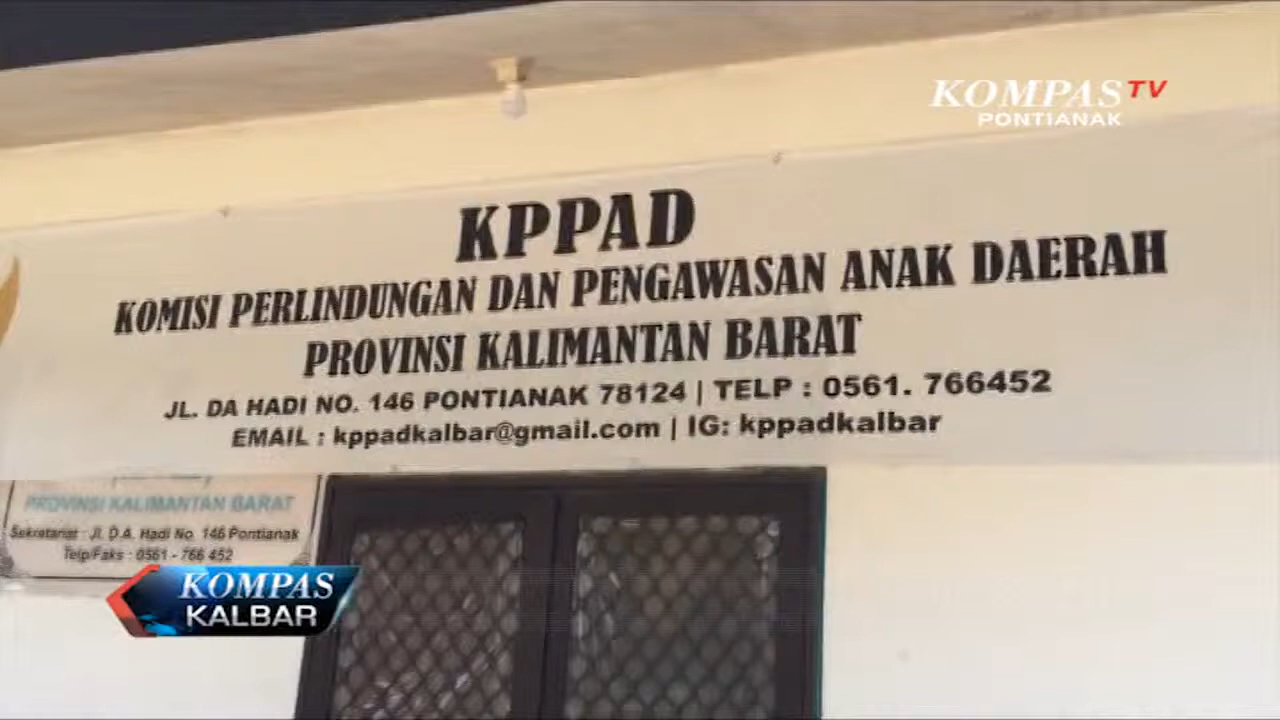 KOMPAS TV
PONTIANAK
KPPAD
KOMISI PERLINDUNGAN DAN PENGAWASAN ANAK DAERAH
PROVINSI KALIMANTAN BARAT
JL. DA HADI NO. 146 PONTIANAK 78124 | TELP : 0561. 766452
EMAIL : kppadkalbar@gmail.com | IG: kppadkalbar
PROVINSI KALIMANTAN BARAT
Sekretariat : Jl. D.A. Hadi No. 146 Pontianak
Telp/Faks : 0561 - 766 452
KOMPAS
KALBAR